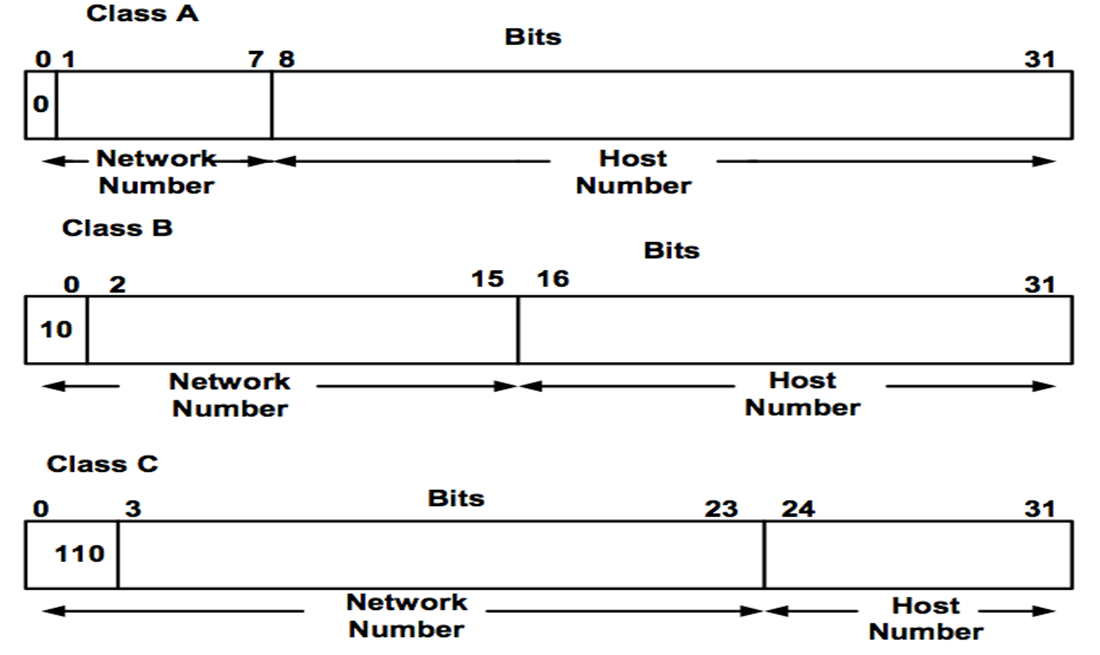 Class A
Bits
0 1 7 8 31
0
Network Host
Number Number
Class B
Bits
0 2 15 16 31
10
Network Host
Number Number
Class C
Bits
0 3 23 24 31
110
Network Host
Number Number